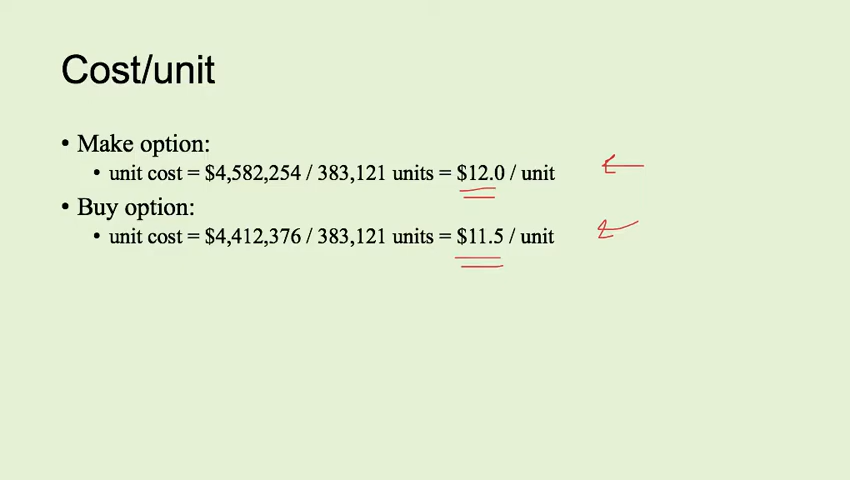 Cost/unit
• Make option:
• unit cost = $4,582,254 / 383,121 units = $12.0 / unit
• Buy option:
• unit cost = $4,412,376 / 383,121 units = $11.5 / unit